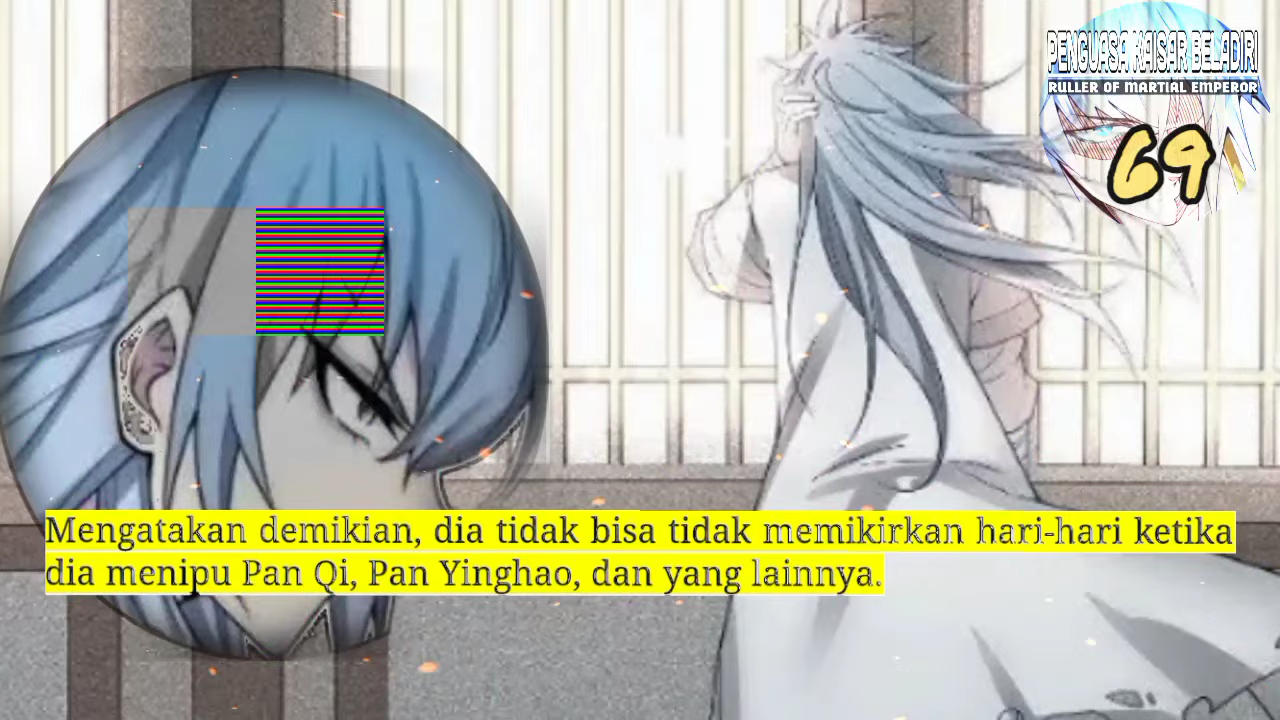 PENGUASA KAISAR BELADIRI
RULLER OF MARTIAL EMPEROR
69
Mengatakan demikian, dia tidak bisa tidak memikirkan hari-hari ketika
dia menipu Pan Qi, Pan Yinghao, dan yang lainnya.